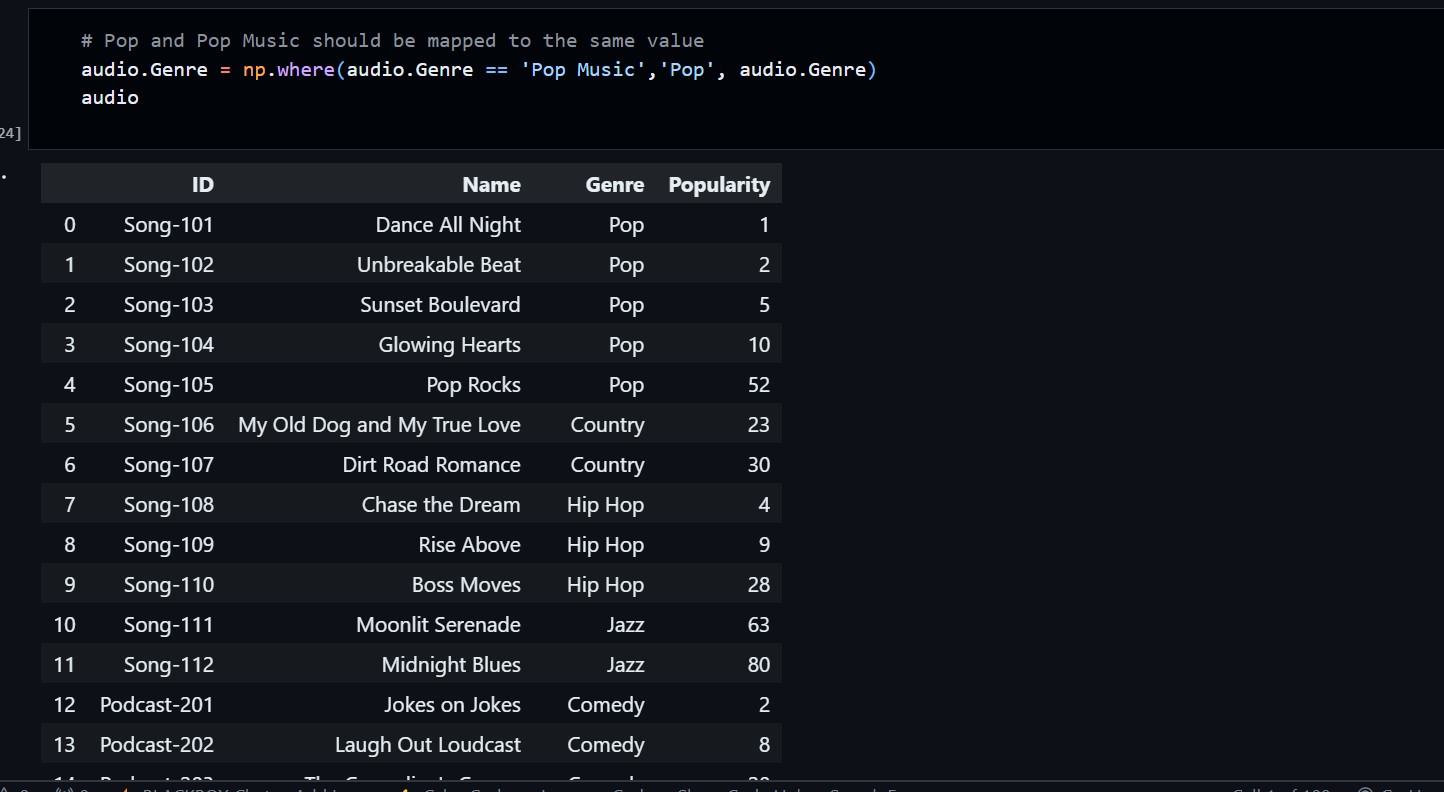 # Pop and Pop Music should be mapped to the same value
audio.Genre = np.where(audio.Genre == 'Pop Music','Pop', audio.Genre)
audio
24]
ID Name Genre Popularity
0 Song-101 Dance All Night Pop 1
1 Song-102 Unbreakable Beat Pop 2
2 Song-103 Sunset Boulevard Pop 5
3 Song-104 Glowing Hearts Pop 10
4 Song-105 Pop Rocks Pop 52
5 Song-106 My Old Dog and My True Love Country 23
6 Song-107 Dirt Road Romance Country 30
7 Song-108 Chase the Dream Hip Hop 4
8 Song-109 Rise Above Hip Hop 9
9 Song-110 Boss Moves Hip Hop 28
10 Song-111 Moonlit Serenade Jazz 63
11 Song-112 Midnight Blues Jazz 80
12 Podcast-201 Jokes on Jokes Comedy 2
13 Podcast-202 Laugh Out Loudcast Comedy 8